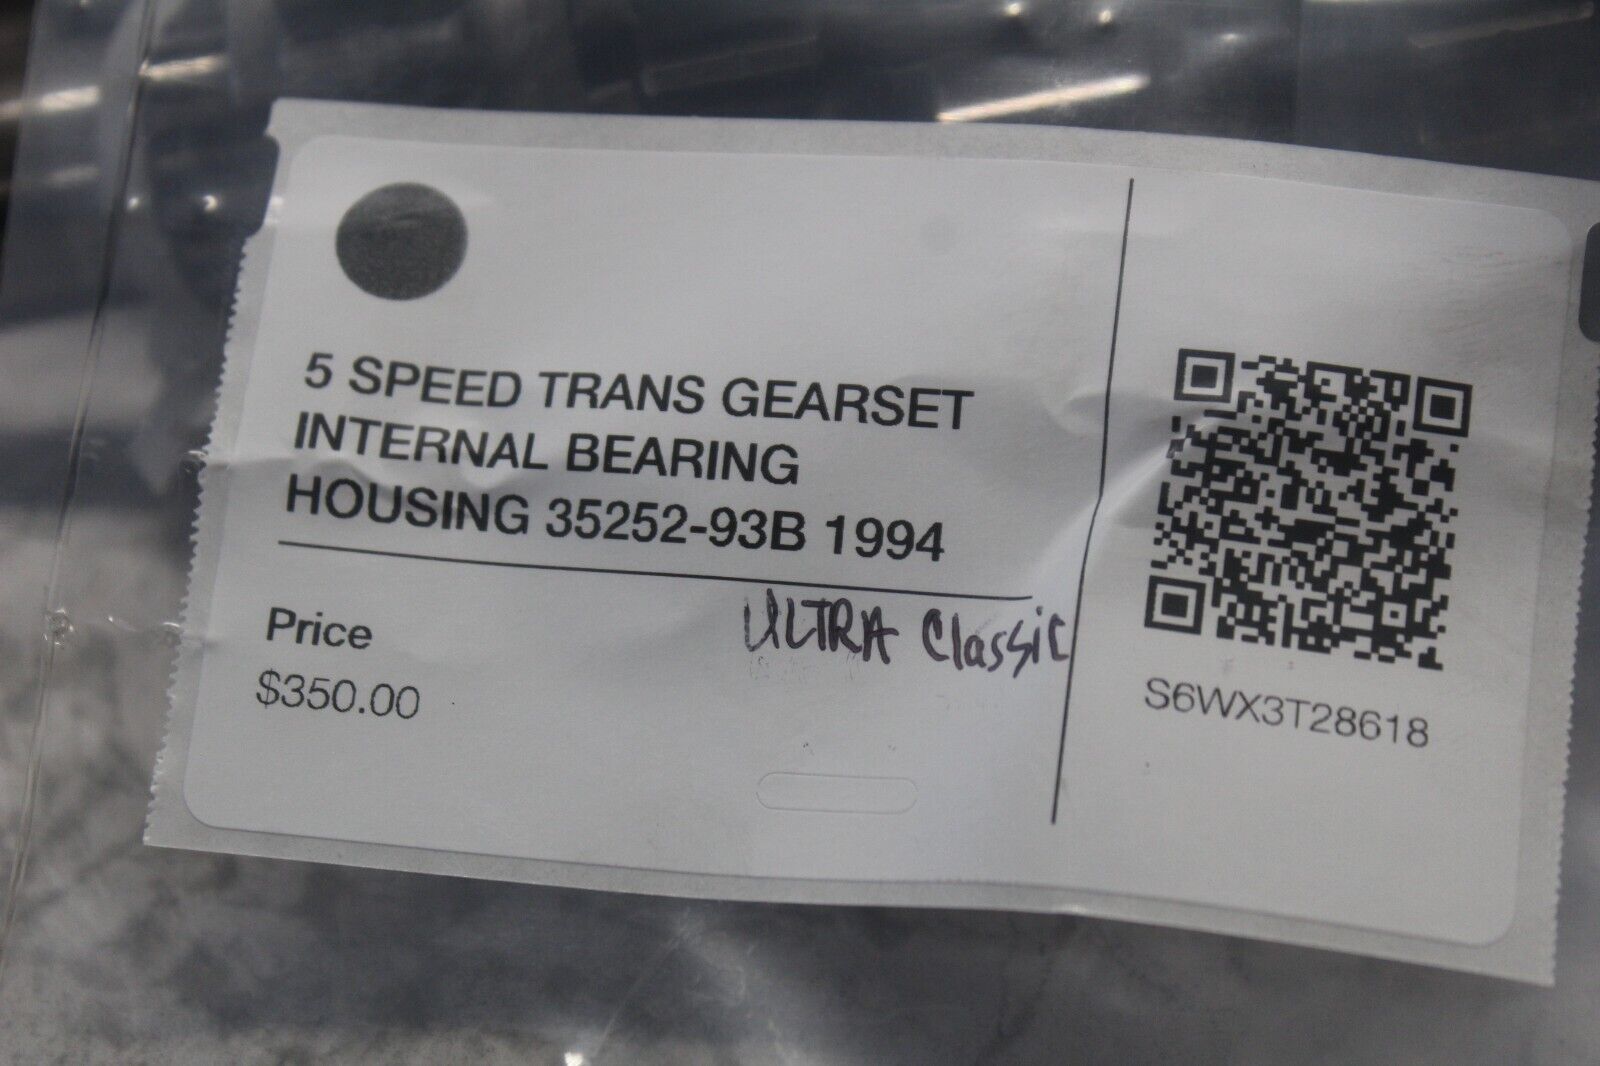 5 SPEED TRANS GEARSET
INTERNAL BEARING
HOUSING 35252-93B 1994
ULTRA Classic
Price
$350.00
S6WX3T28618